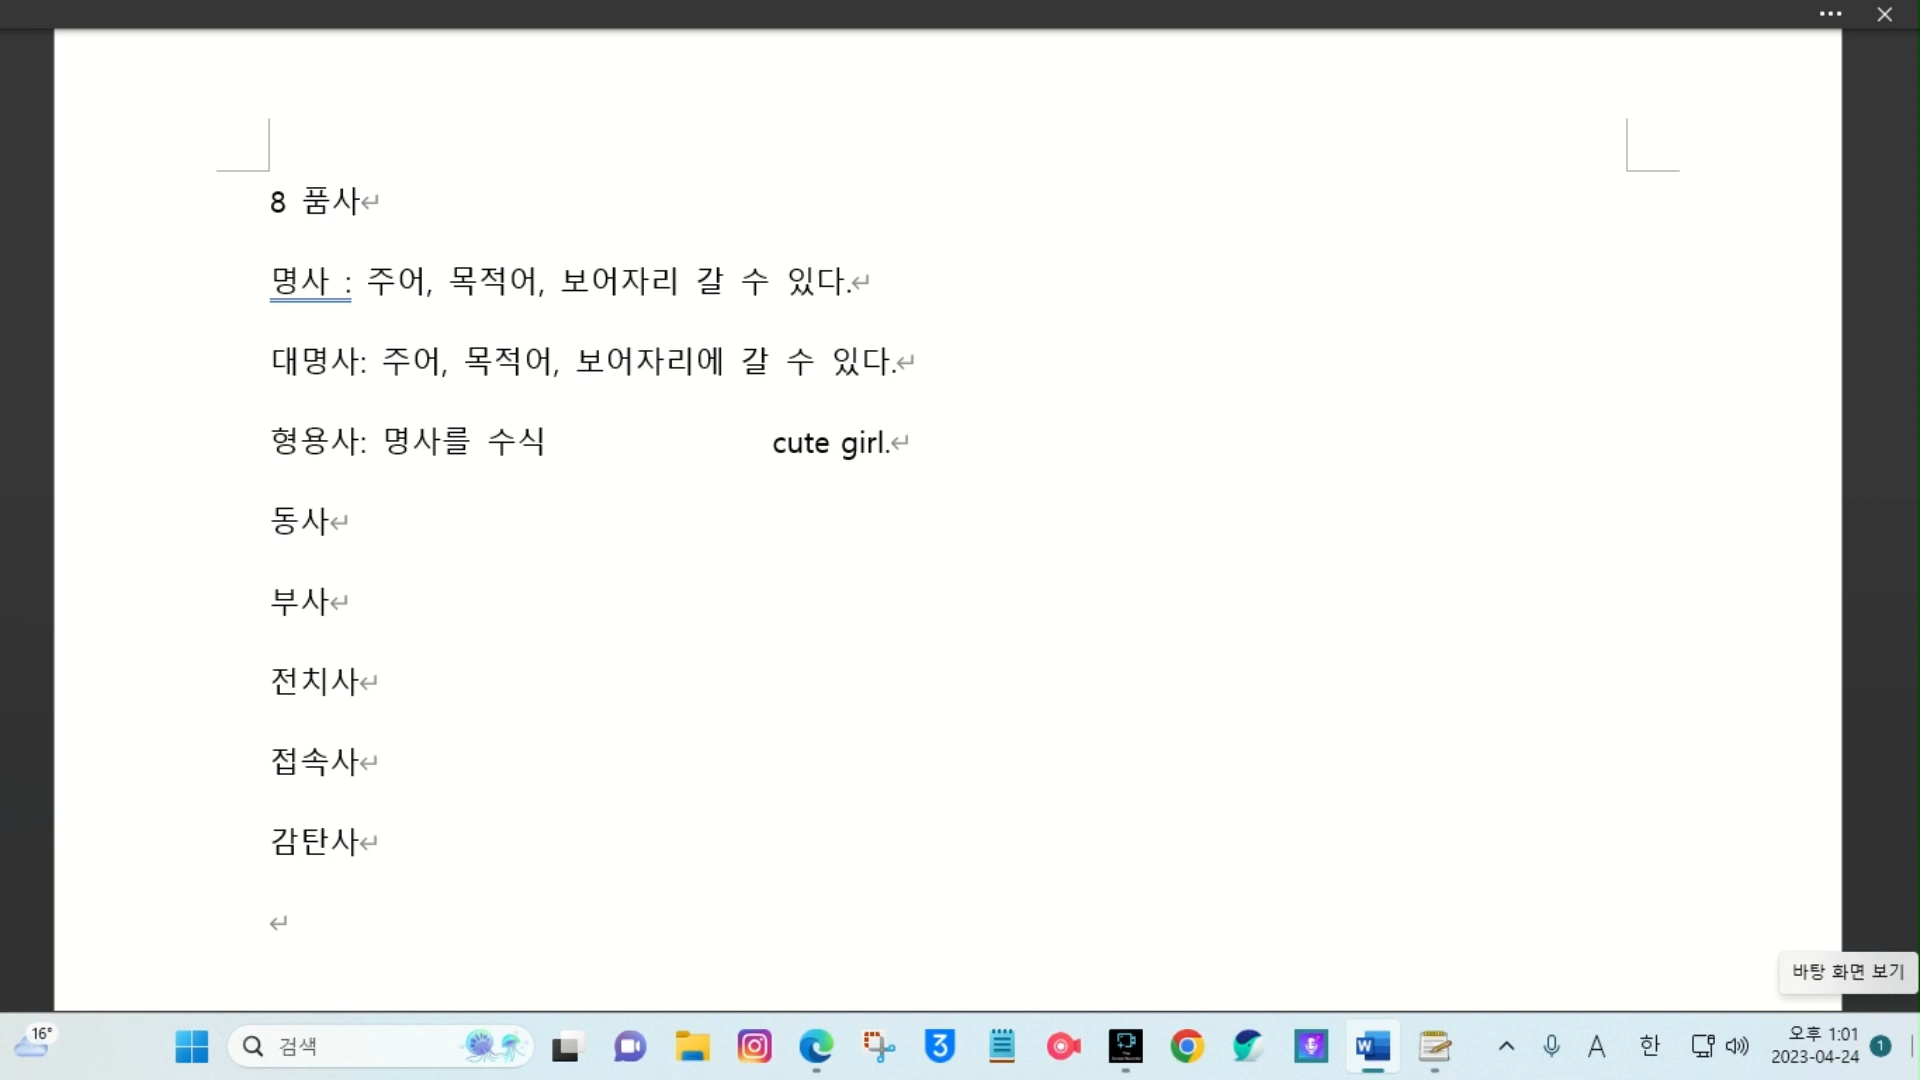 8 품사
명사 : 주어, 목적어, 보어자리 갈 수 있다.
대명사: 주어, 목적어, 보어자리에 갈 수 있다.
형용사: 명사를 수식 cute girl.
동사
부사
전치사
접속사
감탄사
바탕 화면 보기
16°
검색
3
W
A
한
오후 1:01
2023-04-24
1